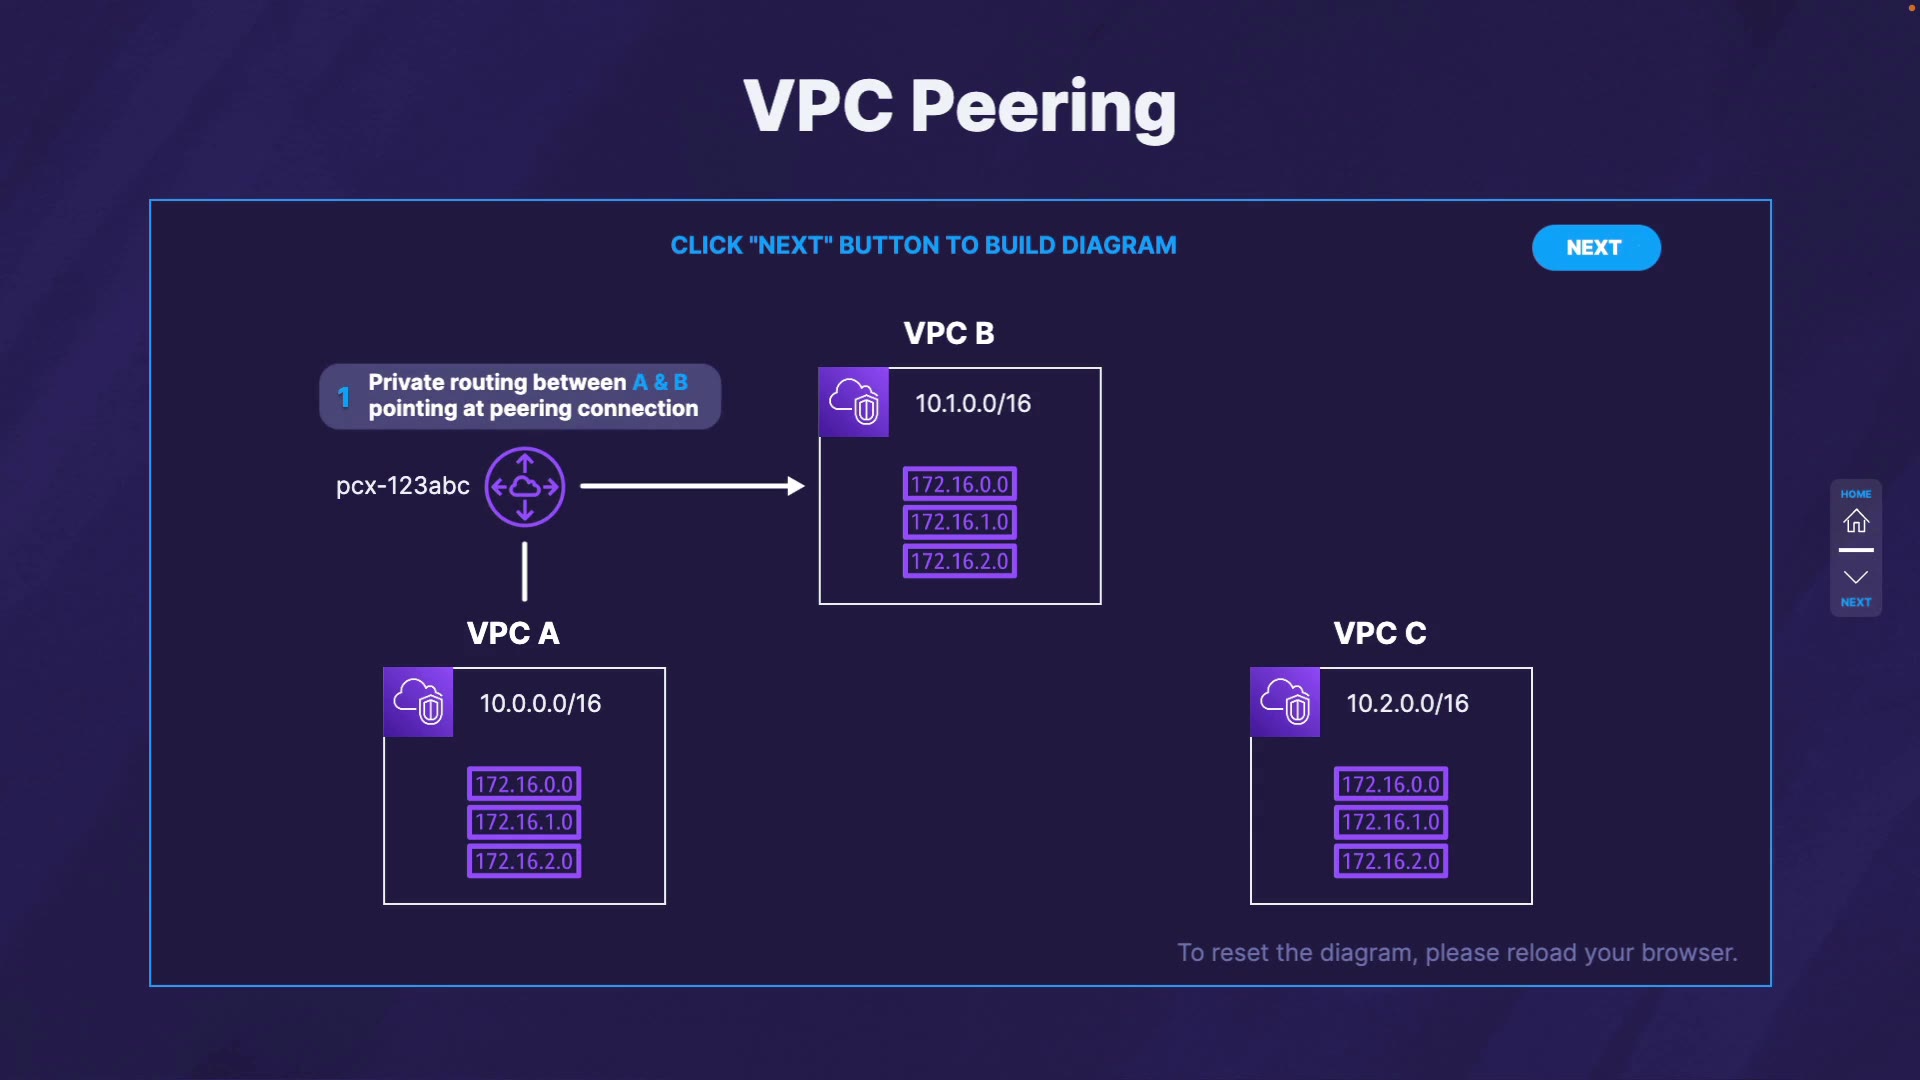 VPC Peering
CLICK "NEXT" BUTTON TO BUILD DIAGRAM
NEXT
VPC B
1
Private routing between A & B
pointing at peering connection
10.1.0.0/16
pcx-123abc
172.16.0.0
172.16.1.0
172.16.2.0
HOME
NEXT
VPC A
10.0.0.0/16
172.16.0.0
172.16.1.0
172.16.2.0
VPC C
10.2.0.0/16
172.16.0.0
172.16.1.0
172.16.2.0
To reset the diagram, please reload your browser.